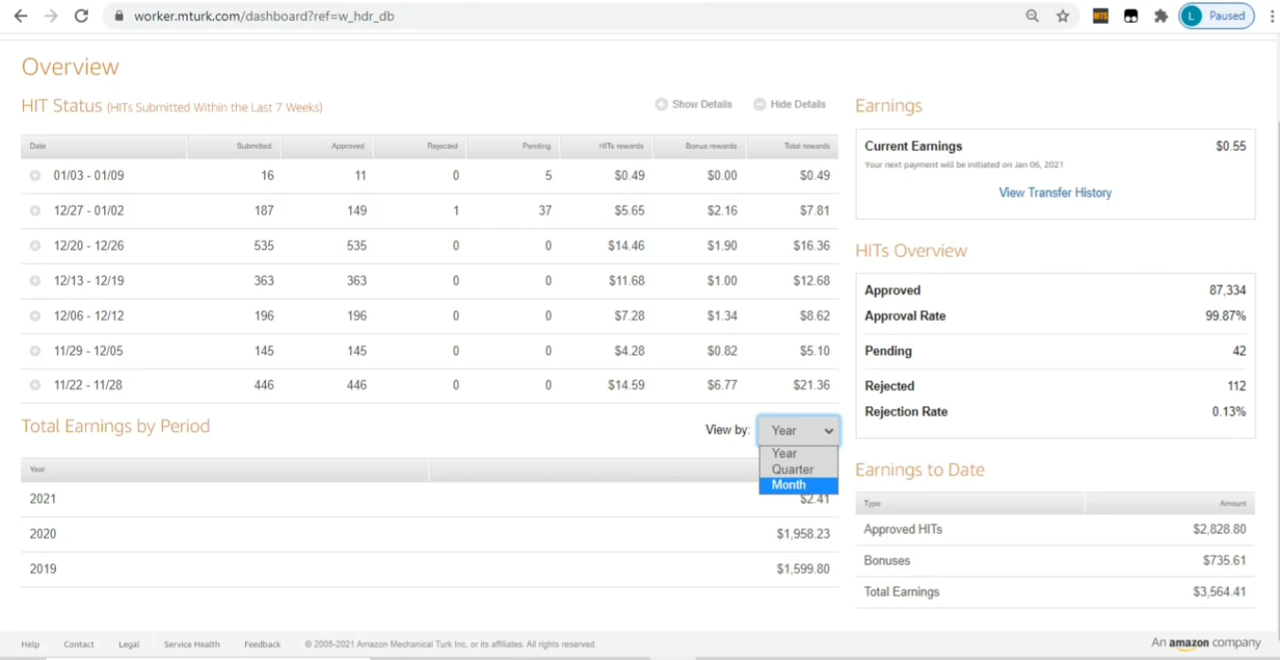 worker.mturk.com/dashboard?ref=w_hdr_db
MTS
L Paused
Overview
HIT Status (HITs Submitted Within the Last 7 Weeks)
Show Details Hide Details
Date Submitted Approved Rejected Pending HITs rewards Bonus rewards Total rewards
01/03 - 01/09 16 11 0 5 $0.49 $0.00 $0.49
12/27 - 01/02 187 149 1 37 $5.65 $2.16 $7.81
12/20 - 12/26 535 535 0 0 $14.46 $1.90 $16.36
12/13 - 12/19 363 363 0 0 $11.68 $1.00 $12.68
12/06 - 12/12 196 196 0 0 $7.28 $1.34 $8.62
11/29 - 12/05 145 145 0 0 $4.28 $0.82 $5.10
11/22 - 11/28 446 446 0 0 $14.59 $6.77 $21.36
Total Earnings by Period
View by: Year
Year
Quarter
Month
Year
2021 $2.41
2020 $1,958.23
2019 $1,599.80
Earnings
Current Earnings $0.55
Your next payment will be initiated on Jan 06, 2021
View Transfer History
HITs Overview
Approved 87,334
Approval Rate 99.87%
Pending 42
Rejected 112
Rejection Rate 0.13%
Earnings to Date
Type Amount
Approved HITs $2,828.80
Bonuses $735.61
Total Earnings $3,564.41
Help Contact Legal Service Health Feedback © 2005-2021 Amazon Mechanical Turk Inc, or its affiliates. All rights reserved.
An amazon company